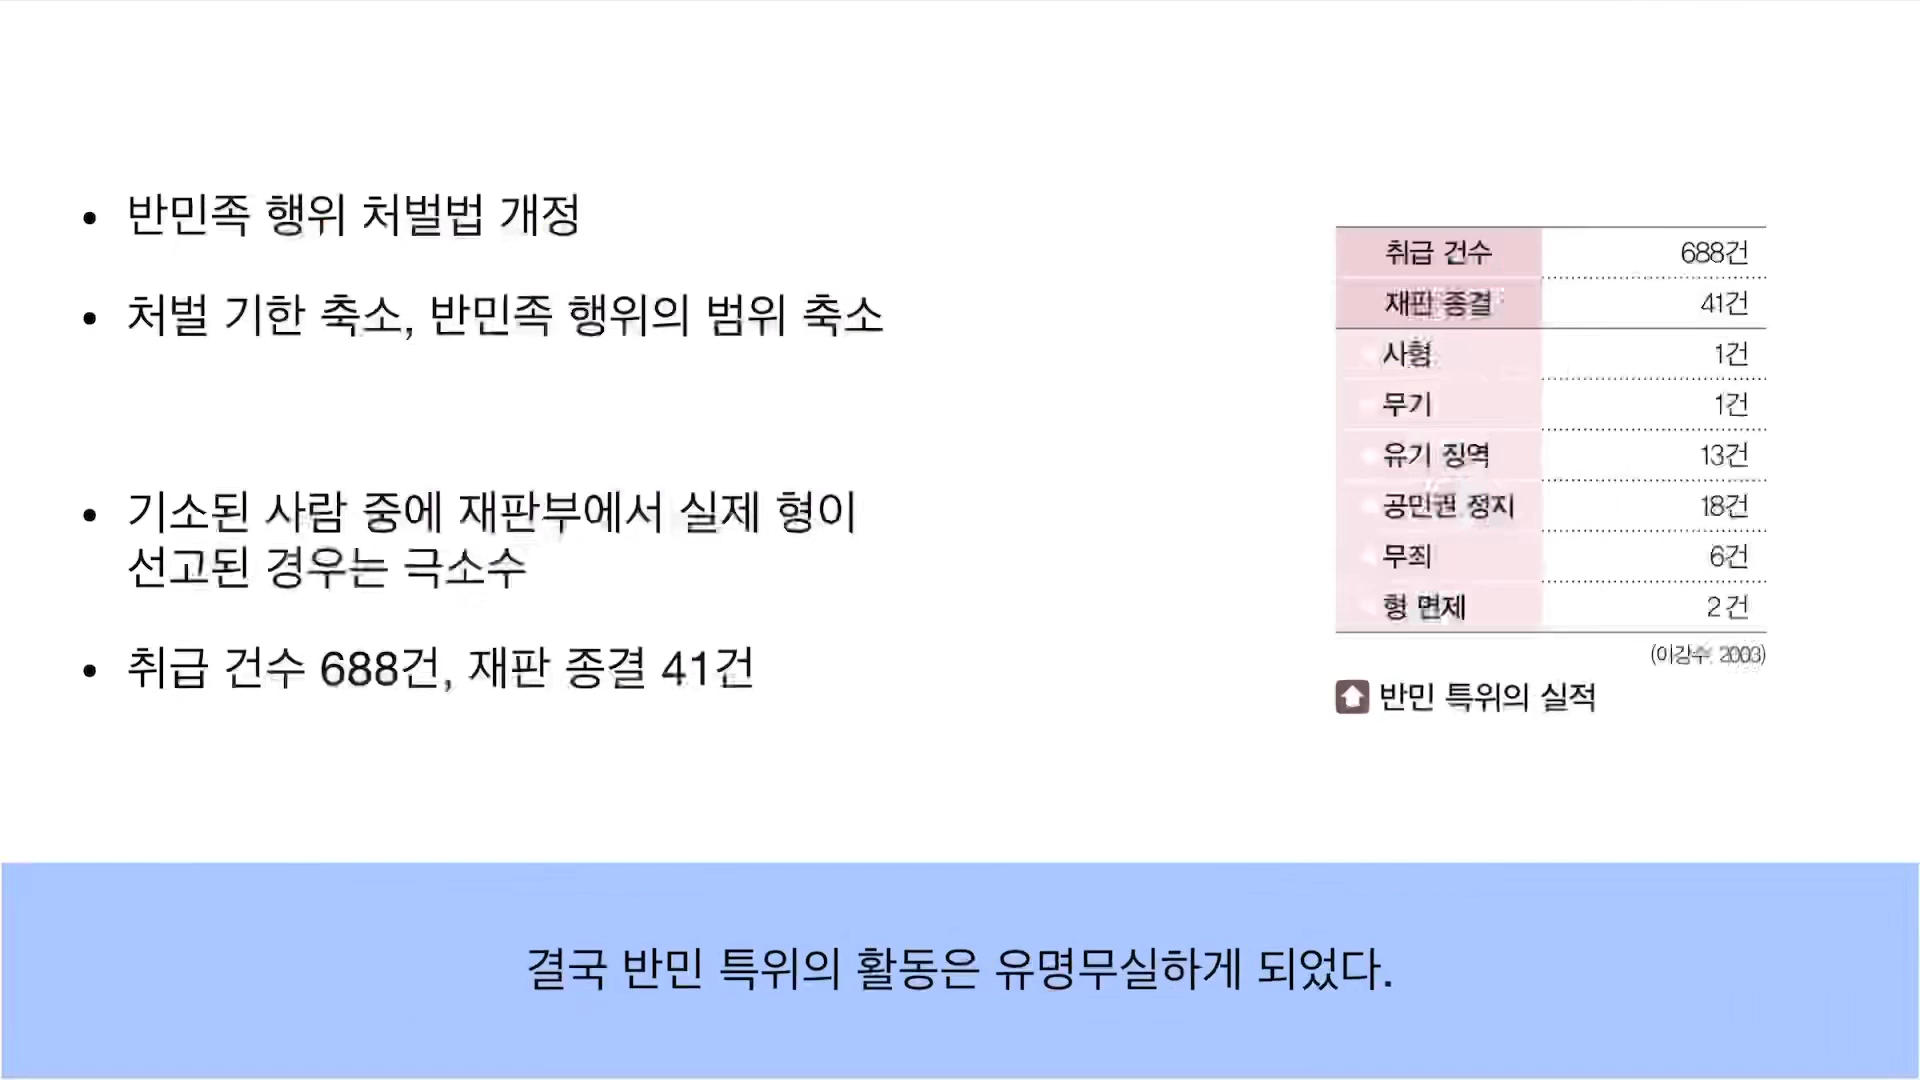 • 반민족 행위 처벌법 개정
• 처벌 기한 축소, 반민족 행위의 범위 축소
• 기소된 사람 중에 재판부에서 실제 형이
선고된 경우는 극소수
• 취급 건수 688건, 재판 종결 41건
취급 건수 688건
재판 종결 41건
사형 1건
무기 1건
유기 징역 13건
공민권 정지 18건
무죄 6건
형 면제 2건
(이강수, 2003)
반민 특위의 실적
결국 반민 특위의 활동은 유명무실하게 되었다.